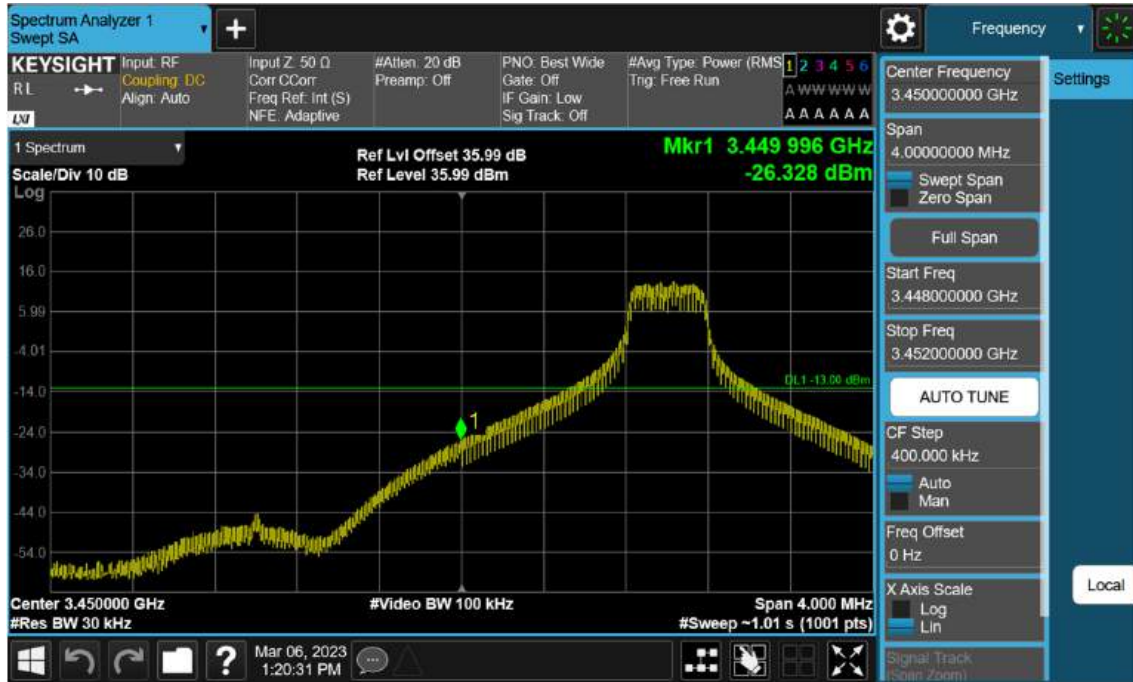 Spectrum Analyzer 1
Swept SA
+
Frequency
KEYSIGHT
RL
LXI
Input: RF
Coupling: DC
Align: Auto
Input Z: 50 Ω
Corr CCorr
Freq Ref: Int (S)
NFE: Adaptive
#Atten: 20 dB
Preamp: Off
PNO: Best Wide
Gate: Off
IF Gain: Low
Sig Track: Off
#Avg Type: Power (RMS
Trig: Free Run
1 2 3 4 5 6
A W W W W W
A A A A A A
1 Spectrum
Scale/Div 10 dB
Ref Lvl Offset 35.99 dB
Ref Level 35.99 dBm
Mkr1 3.449 996 GHz
-26.328 dBm
Log
26.0
16.0
5.99
-4.01
-14.0
-24.0
-34.0
-44.0
-54.0
DL1 -13.00 dBm
1
Center 3.450000 GHz
#Res BW 30 kHz
#Video BW 100 kHz
Span 4.000 MHz
#Sweep ~1.01 s (1001 pts)
Center Frequency
3.450000000 GHz
Settings
Span
4.00000000 MHz
Swept Span
Zero Span
Full Span
Start Freq
3.448000000 GHz
Stop Freq
3.452000000 GHz
AUTO TUNE
CF Step
400.000 kHz
Auto
Man
Freq Offset
0 Hz
X Axis Scale
Log
Lin
Signal Track
(Span Zoom)
Local
?
Mar 06, 2023
1:20:31 PM